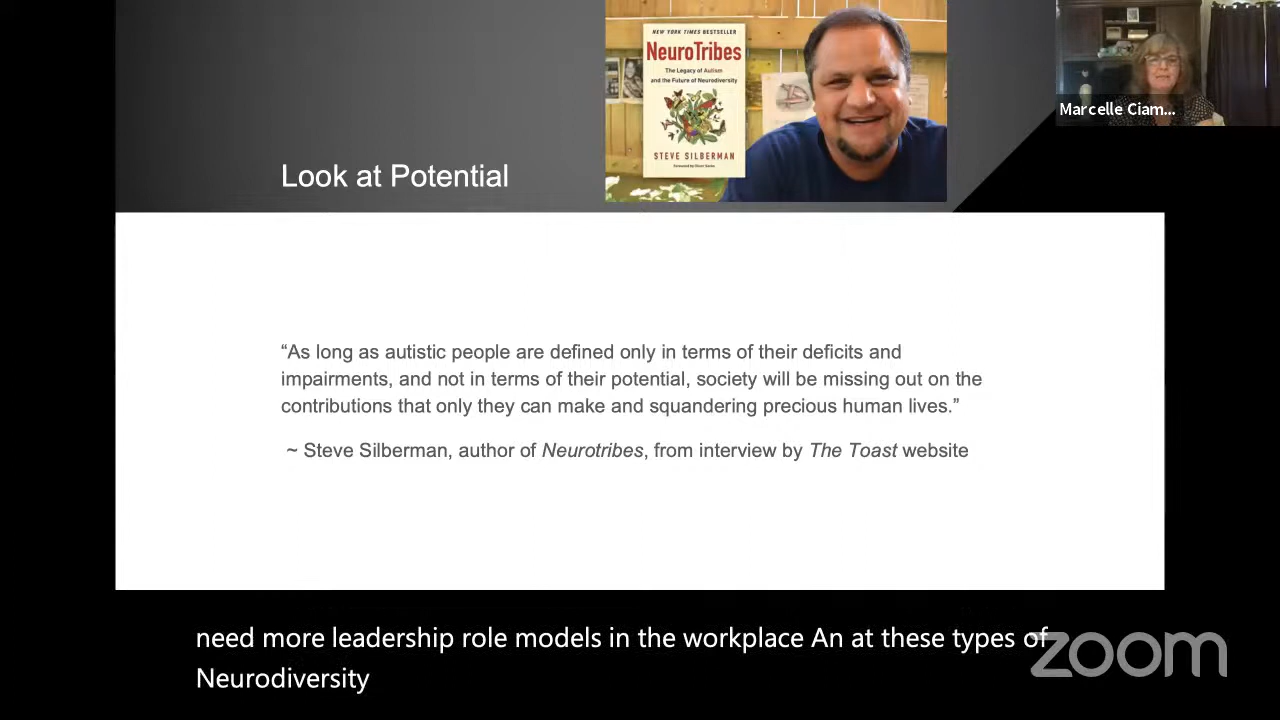 NEW YORK TIMES BESTSELLER
NeuroTribes
The Legacy of Autism
and the Future of Neurodiversity
STEVE SILBERMAN
Foreword by Oliver Sacks
Marcelle Ciam...
Look at Potential
“As long as autistic people are defined only in terms of their deficits and
impairments, and not in terms of their potential, society will be missing out on the
contributions that only they can make and squandering precious human lives.”
~ Steve Silberman, author of Neurotribes, from interview by The Toast website
need more leadership role models in the workplace An at these types of
Neurodiversity
zoom